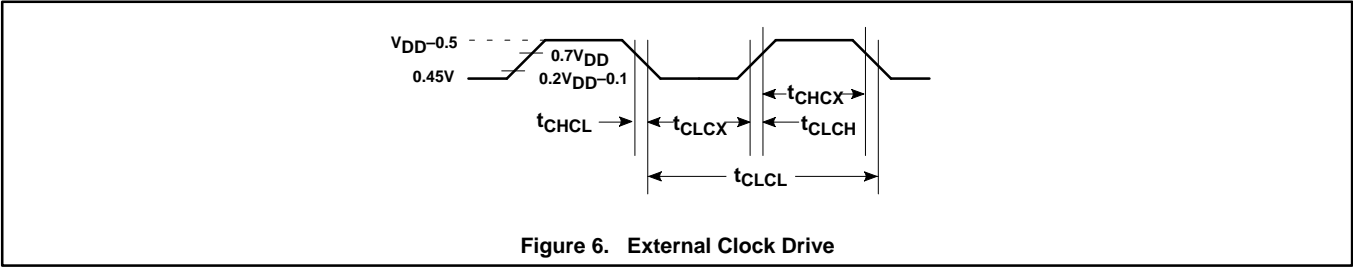 VDD–0.5
0.7VDD
0.45V
0.2VDD–0.1
tCHCX
tCHCL
tCLCX
tCLCH
tCLCL
Figure 6. External Clock Drive